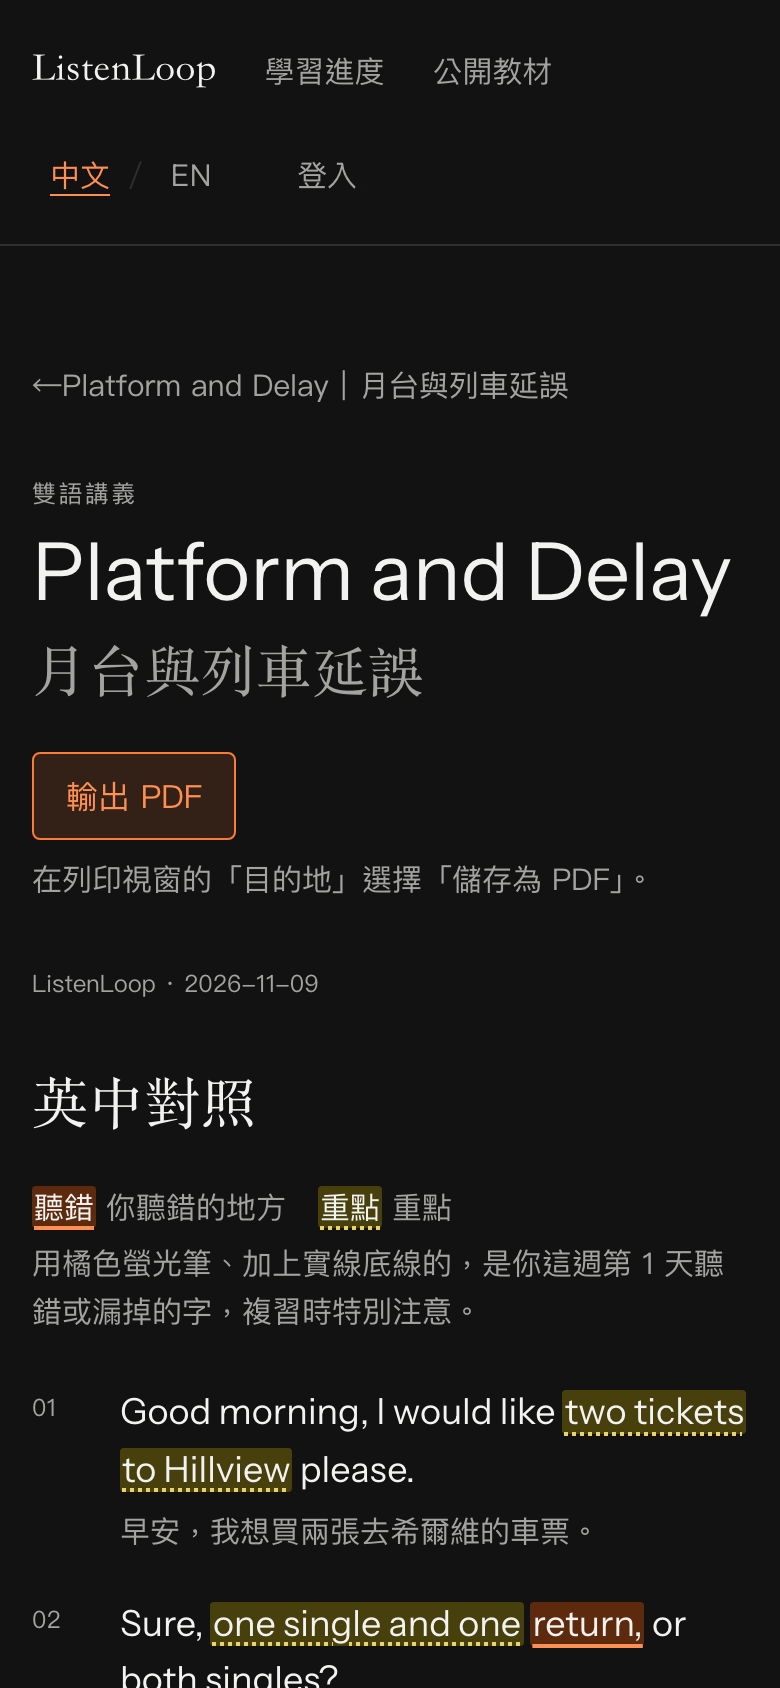 ListenLoop 學習進度 公開教材
中文 / EN 登入
←Platform and Delay｜月台與列車延誤
雙語講義
Platform and Delay
月台與列車延誤
輸出 PDF
在列印視窗的「目的地」選擇「儲存為 PDF」。
ListenLoop · 2026–11–09
英中對照
聽錯 你聽錯的地方 重點 重點
用橘色螢光筆、加上實線底線的，是你這週第 1 天聽
錯或漏掉的字，複習時特別注意。
01 Good morning, I would like two tickets
to Hillview please.
早安，我想買兩張去希爾維的車票。
02 Sure, one single and one return, or
both singles?